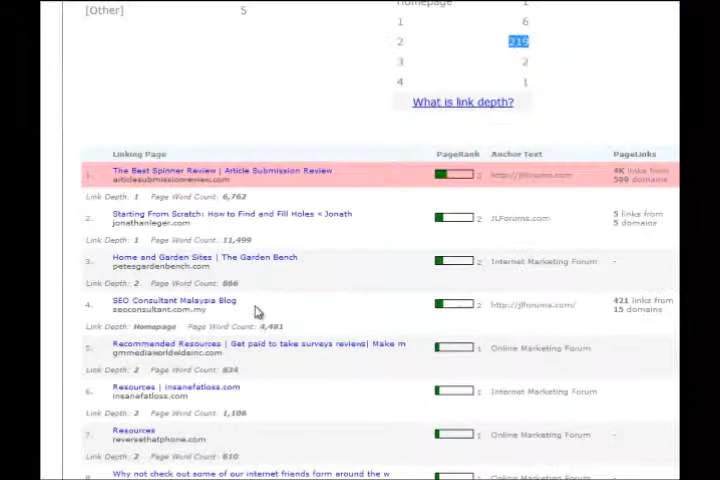 [Other] 5
Homepage 1
1 6
2 219
3 2
4 1
What is link depth?
Linking Page PageRank Anchor Text PageLinks
1. The Best Spinner Review | Article Submission Review 3 http://jlforums.com 4K links from
articlesubmissionreview.com 509 domains
Link Depth: 1 Page Word Count: 6,762
2. Starting From Scratch: How to Find and Fill Holes « Jonath 2 JLForums.com 5 links from
jonathanleger.com 5 domains
Link Depth: 1 Page Word Count: 11,499
3. Home and Garden Sites | The Garden Bench 2 Internet Marketing Forum -
petesgardenbench.com
Link Depth: 2 Page Word Count: 866
4. SEO Consultant Malaysia Blog 2 http://jlforums.com/ 421 links from
seoconsultant.com.my 15 domains
Link Depth: Homepage Page Word Count: 4,481
5. Recommended Resources | Get paid to take surveys reviews| Make m 1 Online Marketing Forum
gmmediaworldwideinc.com
Link Depth: 2 Page Word Count: 834
6. Resources | insanefatloss.com 1 Internet Marketing Forum
insanefatloss.com
Link Depth: 2 Page Word Count: 1,106
7. Resources 1 Online Marketing Forum -
reversethatphone.com
Link Depth: 2 Page Word Count: 610
8. Why not check out some of our internet friends form around the w 1 Online Marketing Forum